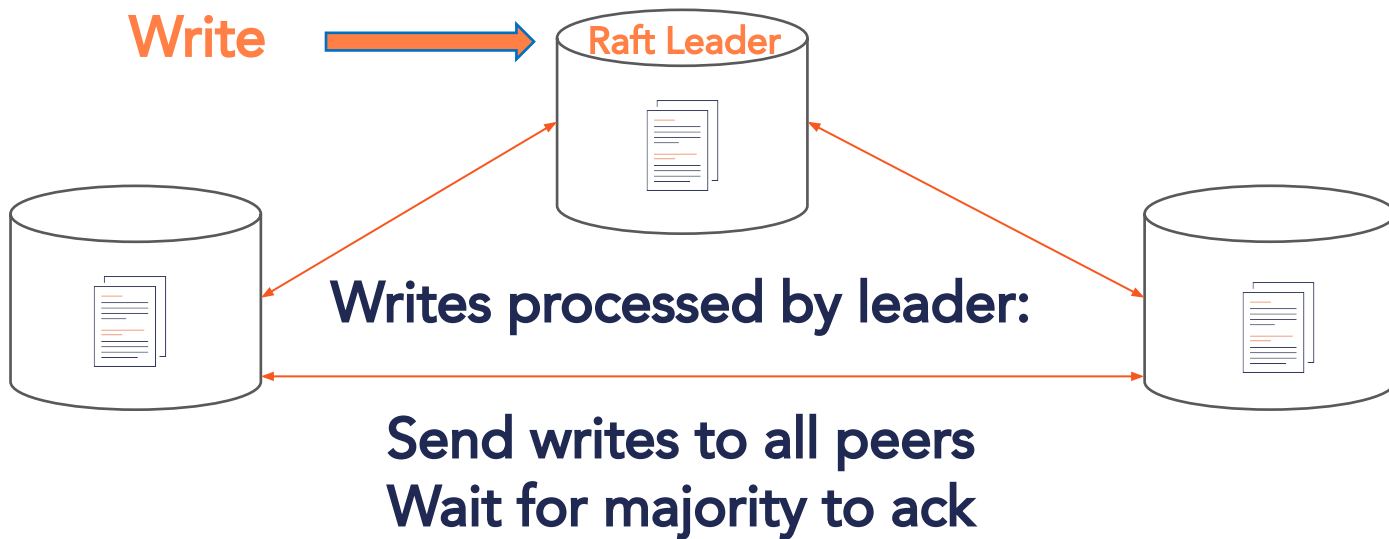 Write
Raft Leader
Writes processed by leader:
Send writes to all peers
Wait for majority to ack